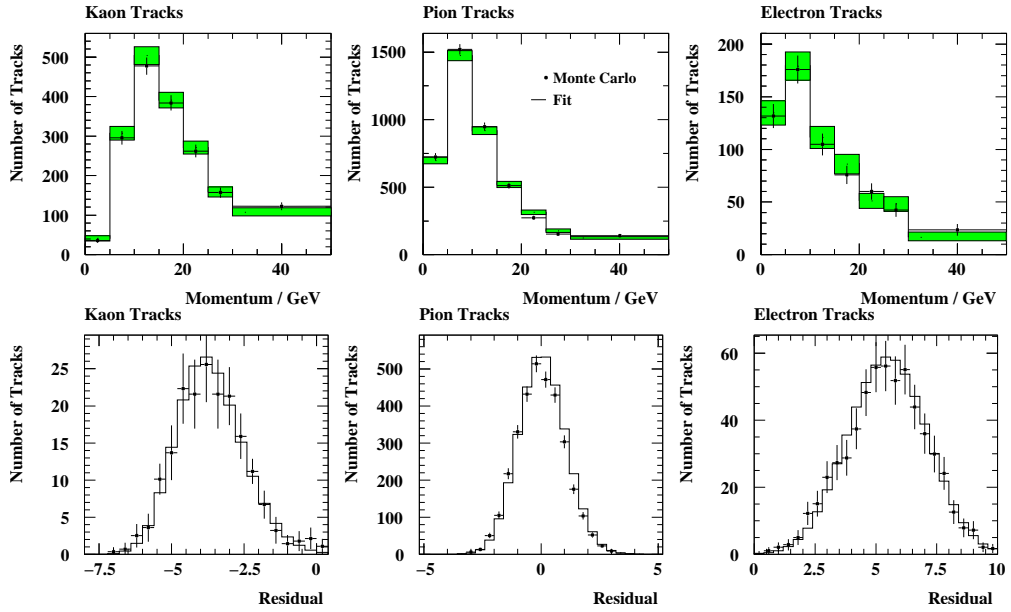 Kaon Tracks
Pion Tracks
Electron Tracks
Number of Tracks
500
400
300
200
100
0
0
20
40
Momentum / GeV
Number of Tracks
1500
1000
500
0
0
20
40
Monte Carlo
Fit
Momentum / GeV
Number of Tracks
200
150
100
50
0
0
20
40
Momentum / GeV
Kaon Tracks
Pion Tracks
Electron Tracks
Number of Tracks
25
20
15
10
5
0
−7.5
−5
−2.5
0
Residual
Number of Tracks
500
400
300
200
100
0
−5
0
5
Residual
Number of Tracks
60
40
20
0
0
2.5
5
7.5
10
Residual